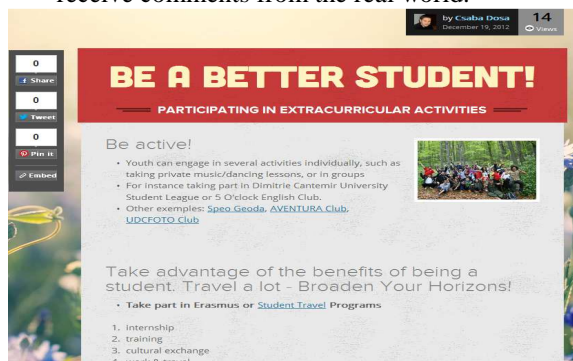 receive comments from the real world.
by Csaba Dosa
December 19, 2012
14
Views
0
Share
0
Tweet
0
Pin it
Embed
BE A BETTER STUDENT!
PARTICIPATING IN EXTRACURRICULAR ACTIVITIES
Be active!
• Youth can engage in several activities individually, such as
taking private music/dancing lessons, or in groups
• For instance taking part in Dimitrie Cantemir University
Student League or 5 O'clock English Club.
• Other exemples: Speo Geoda, AVENTURA Club,
UDCFOTO Club
Take advantage of the benefits of being a
student. Travel a lot - Broaden Your Horizons!
• Take part in Erasmus or Student Travel Programs
1. internship
2. training
3. cultural exchange
4. work & travel